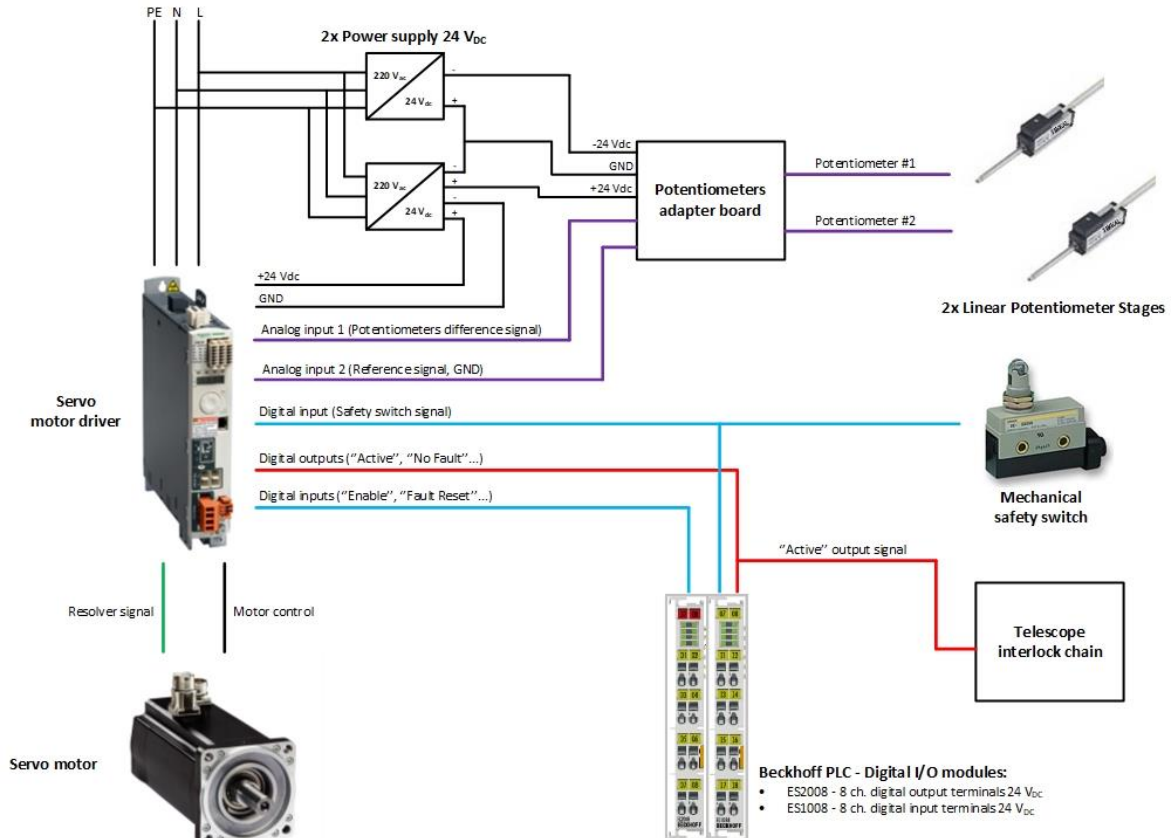 PE N L
2x Power supply 24 VDC
220 Vac
24 Vdc
-
+
220 Vac
24 Vdc
-
+
-
+
-24 Vdc
GND
+24 Vdc
Potentiometers
adapter board
Potentiometer #1
Potentiometer #2
2x Linear Potentiometer Stages
+24 Vdc
GND
Analog input 1 (Potentiometers difference signal)
Analog input 2 (Reference signal, GND)
Digital input (Safety switch signal)
Digital outputs (“Active”, “No Fault”...)
Digital inputs (“Enable”, “Fault Reset”...)
Servo
motor driver
Mechanical
safety switch
“Active” output signal
Telescope
interlock chain
Resolver signal
Motor control
Servo motor
BECKHOFF
BECKHOFF
Beckhoff PLC - Digital I/O modules:
• ES2008 - 8 ch. digital output terminals 24 VDC
• ES1008 - 8 ch. digital input terminals 24 VDC